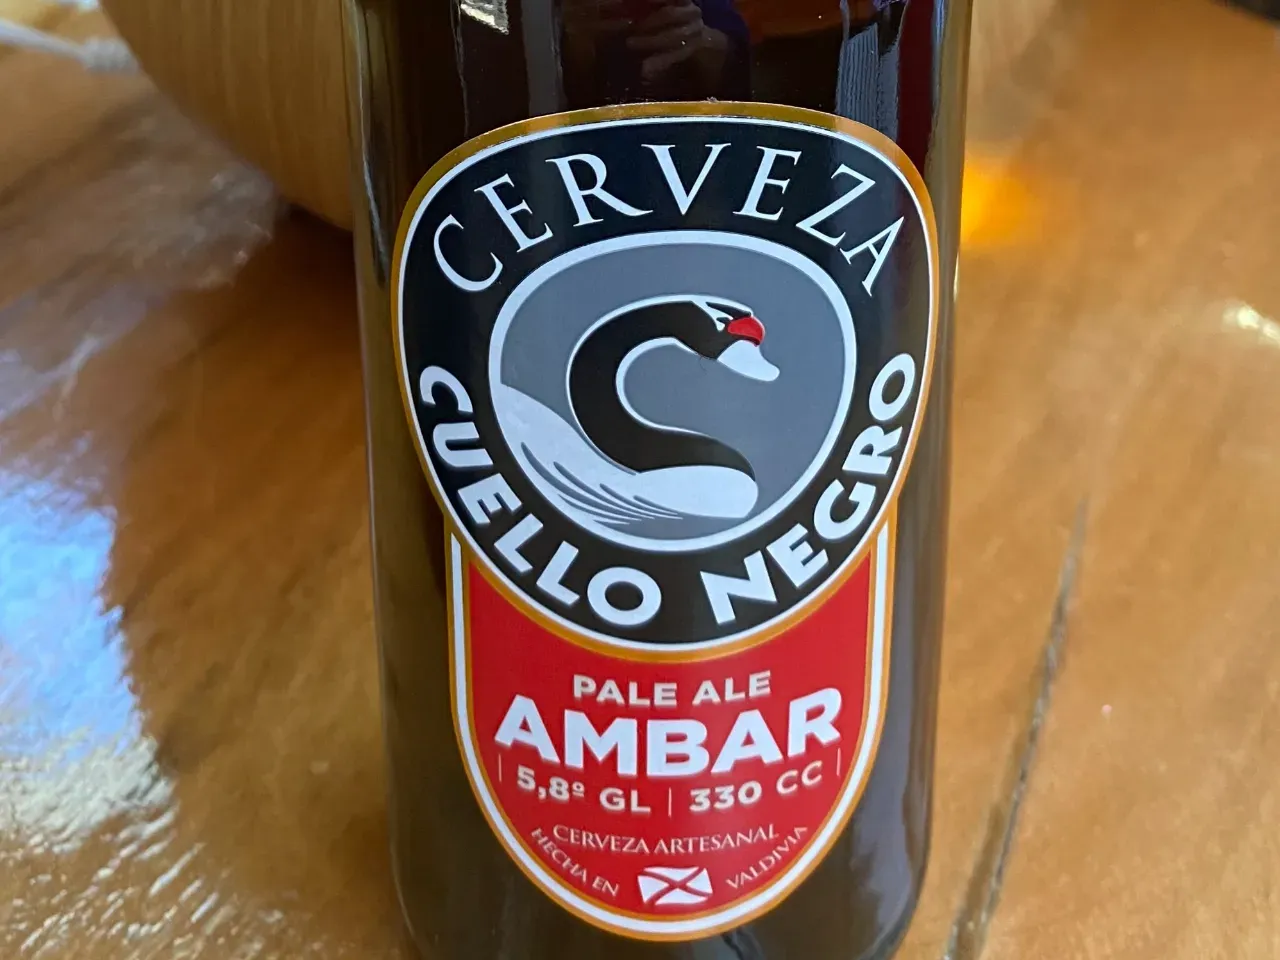 CERVEZA
CUELLO NEGRO
PALE ALE
AMBAR
5,8º GL | 330 CC
CERVEZA ARTESANAL
HECHA EN VALDIVIA